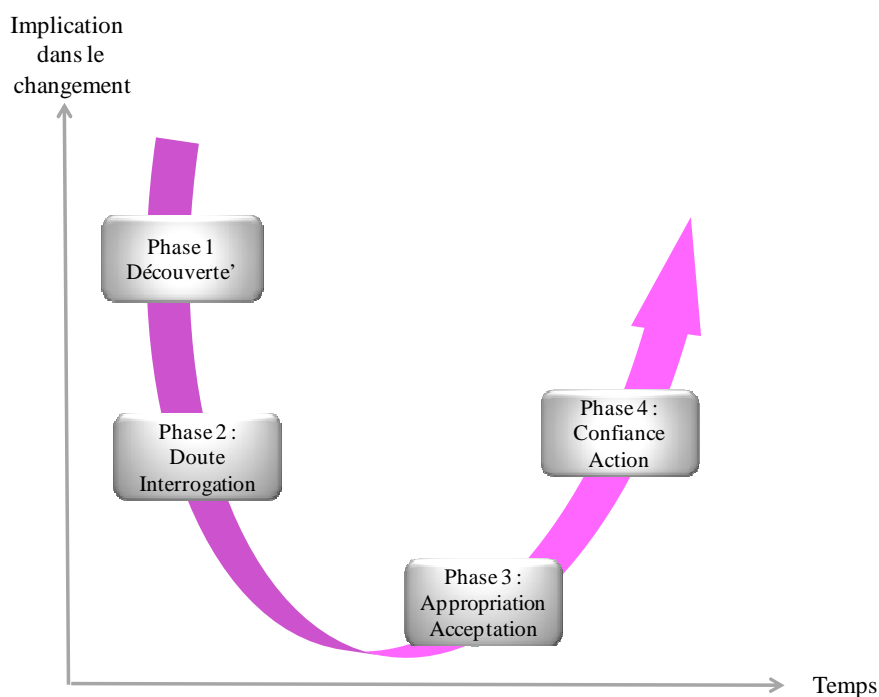 Implication
dans le
changement
Phase 1
Découverte’
Phase 2 :
Doute
Interrogation
Phase 3 :
Appropriation
Acceptation
Phase 4 :
Confiance
Action
Temps